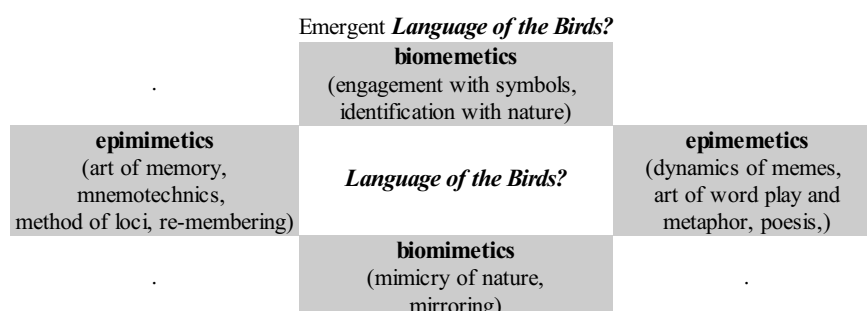 Emergent Language of the Birds?
biomemetics
.
(engagement with symbols,
identification with nature)
epimimetics
(art of memory,
mnemotechnics,
method of loci, re-membering)
Language of the Birds?
epimemetics
(dynamics of memes,
art of word play and
metaphor, poesis,)
biomimetics
.
(mimicry of nature,
mirroring)
.